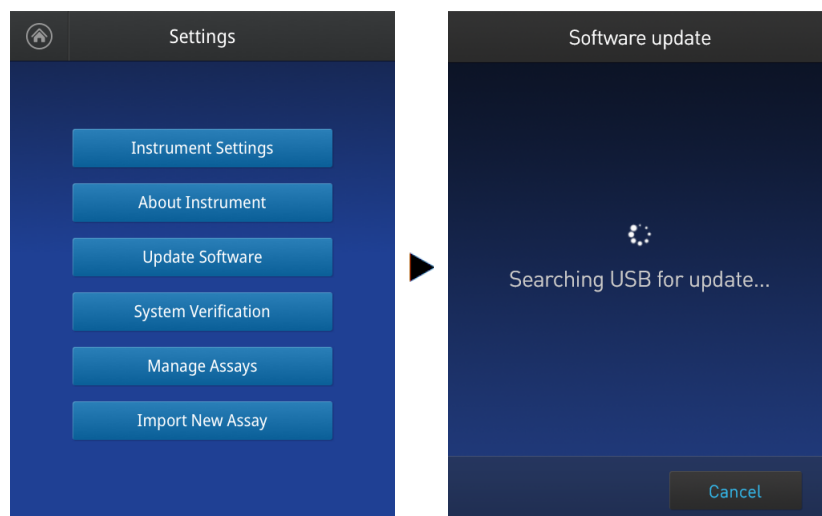 Settings
Instrument Settings
About Instrument
Update Software
System Verification
Manage Assays
Import New Assay
Software update
Searching USB for update...
Cancel